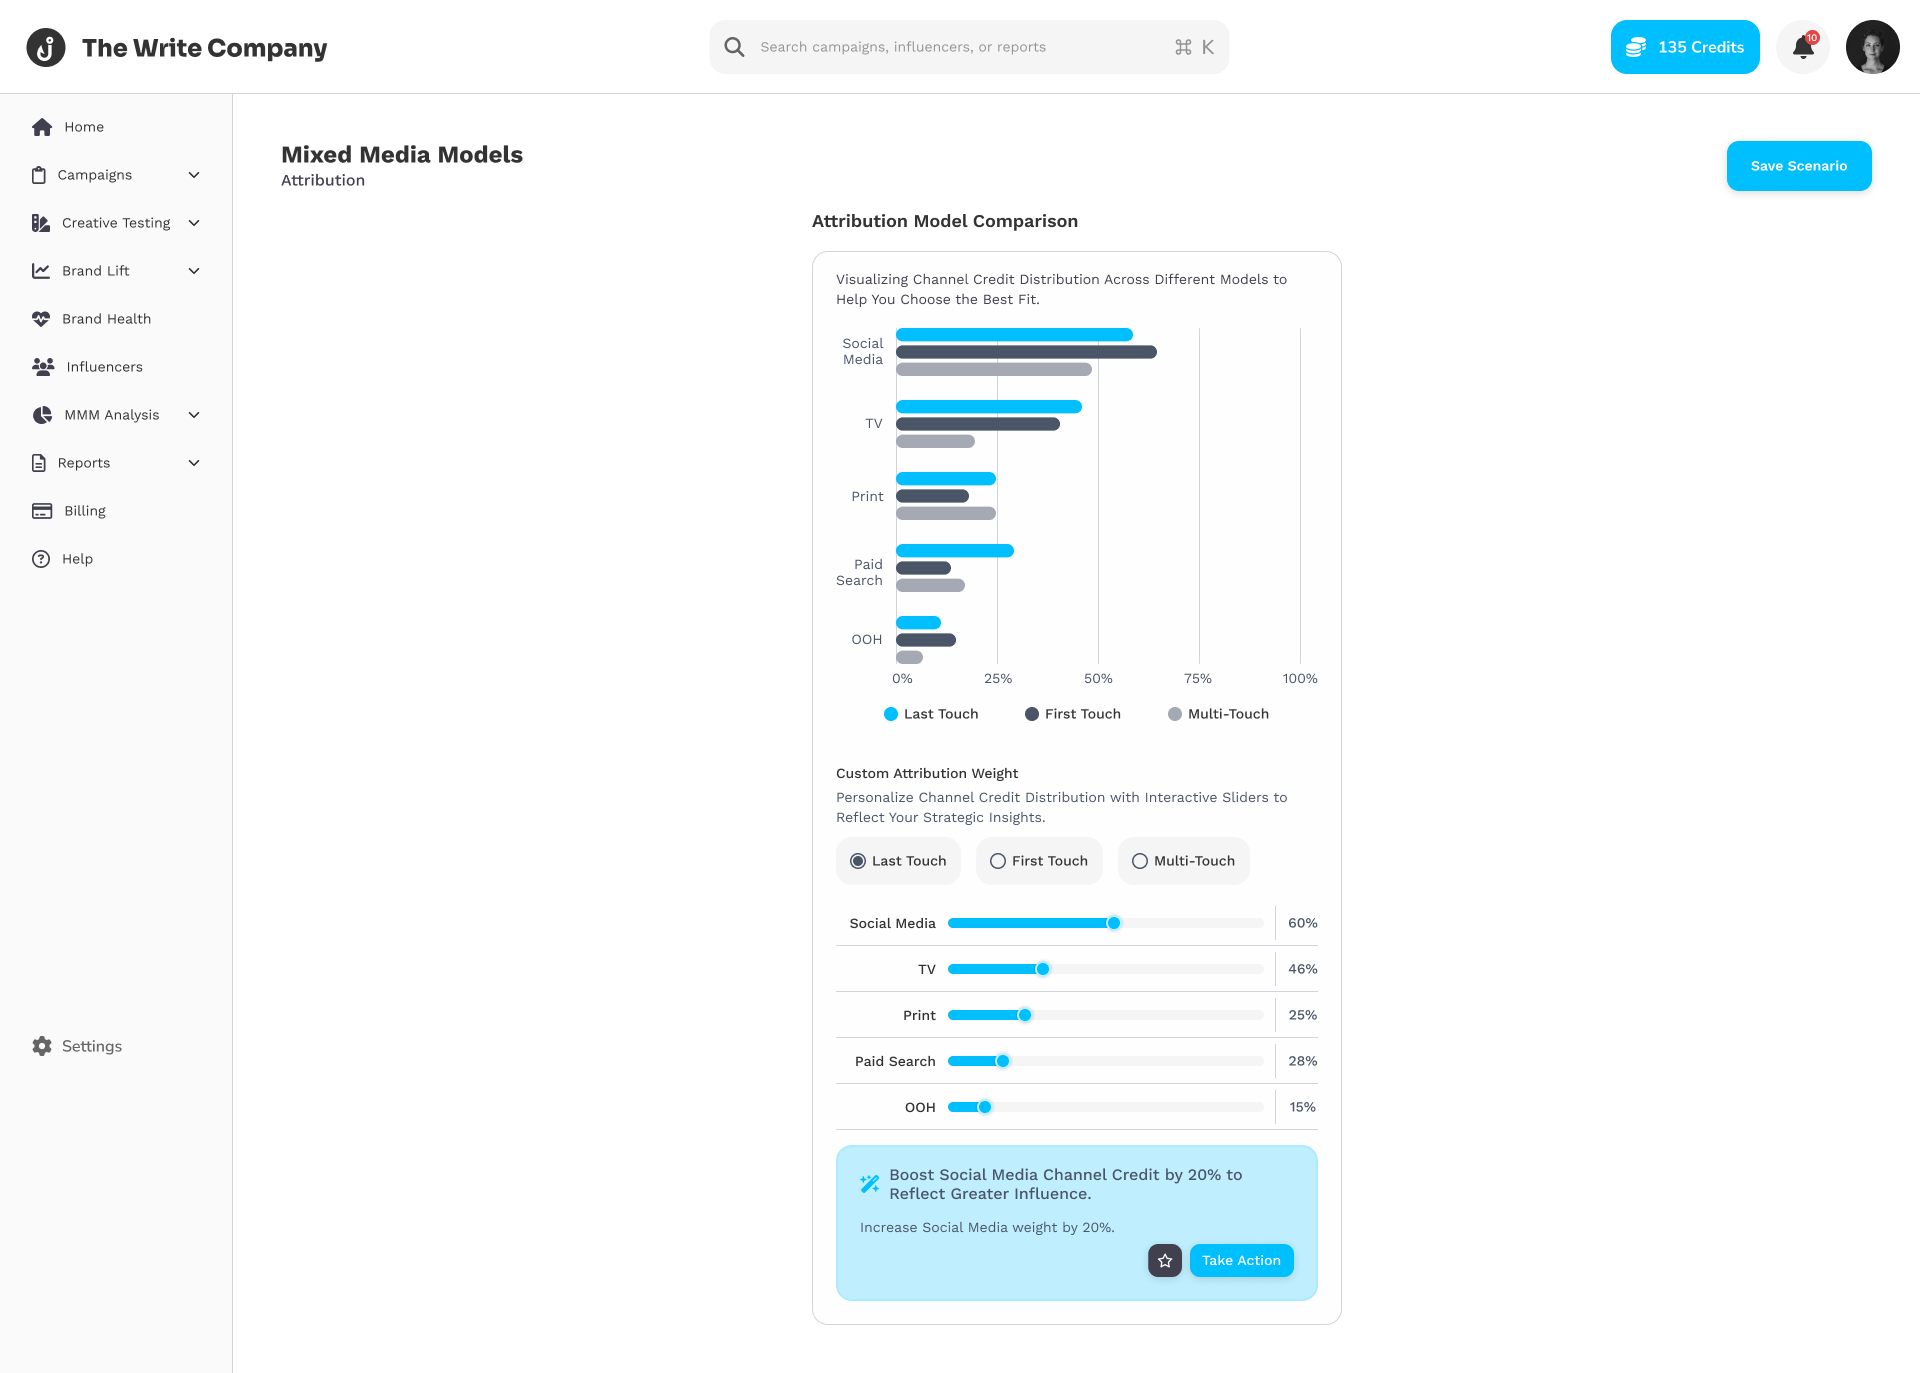 The Write Company
Search campaigns, influencers, or reports
⌘ K
135 Credits
10
Home
Campaigns
Creative Testing
Brand Lift
Brand Health
Influencers
MMM Analysis
Reports
Billing
Help
Settings
Mixed Media Models
Attribution
Save Scenario
Attribution Model Comparison
Visualizing Channel Credit Distribution Across Different Models to
Help You Choose the Best Fit.
Social
Media
TV
Print
Paid
Search
OOH
0% 25% 50% 75% 100%
Last Touch First Touch Multi-Touch
Custom Attribution Weight
Personalize Channel Credit Distribution with Interactive Sliders to
Reflect Your Strategic Insights.
Last Touch First Touch Multi-Touch
Social Media 60%
TV 46%
Print 25%
Paid Search 28%
OOH 15%
Boost Social Media Channel Credit by 20% to
Reflect Greater Influence.
Increase Social Media weight by 20%.
Take Action